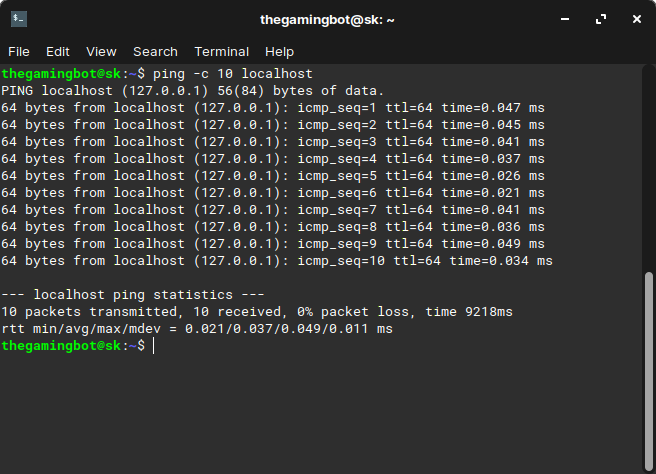 thegamingbot@sk: ~
File Edit View Search Terminal Help
thegamingbot@sk:~$ ping -c 10 localhost
PING localhost (127.0.0.1) 56(84) bytes of data.
64 bytes from localhost (127.0.0.1): icmp_seq=1 ttl=64 time=0.047 ms
64 bytes from localhost (127.0.0.1): icmp_seq=2 ttl=64 time=0.045 ms
64 bytes from localhost (127.0.0.1): icmp_seq=3 ttl=64 time=0.041 ms
64 bytes from localhost (127.0.0.1): icmp_seq=4 ttl=64 time=0.037 ms
64 bytes from localhost (127.0.0.1): icmp_seq=5 ttl=64 time=0.026 ms
64 bytes from localhost (127.0.0.1): icmp_seq=6 ttl=64 time=0.021 ms
64 bytes from localhost (127.0.0.1): icmp_seq=7 ttl=64 time=0.041 ms
64 bytes from localhost (127.0.0.1): icmp_seq=8 ttl=64 time=0.036 ms
64 bytes from localhost (127.0.0.1): icmp_seq=9 ttl=64 time=0.049 ms
64 bytes from localhost (127.0.0.1): icmp_seq=10 ttl=64 time=0.034 ms
--- localhost ping statistics ---
10 packets transmitted, 10 received, 0% packet loss, time 9218ms
rtt min/avg/max/mdev = 0.021/0.037/0.049/0.011 ms
thegamingbot@sk:~$